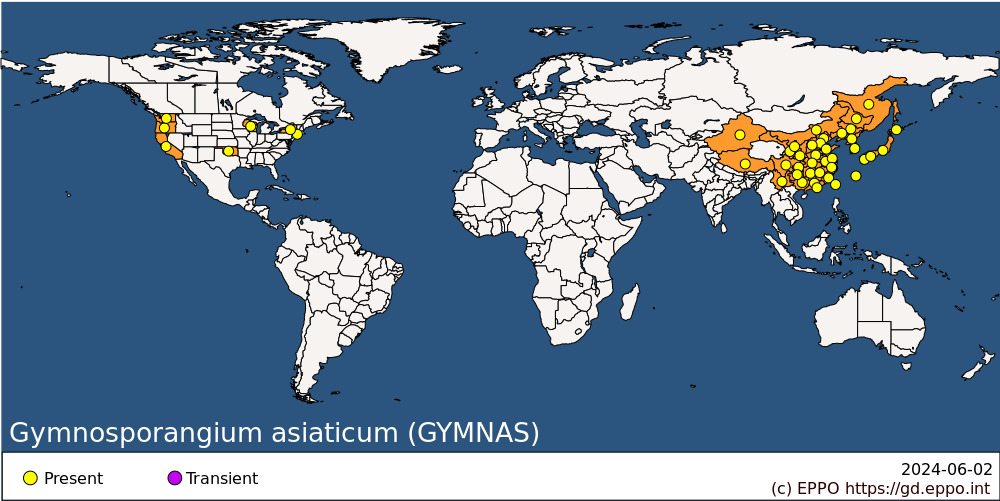 Gymnosporangium asiaticum (GYMNAS)
Present
Transient
2024-06-02
(c) EPPO https://gd.eppo.int